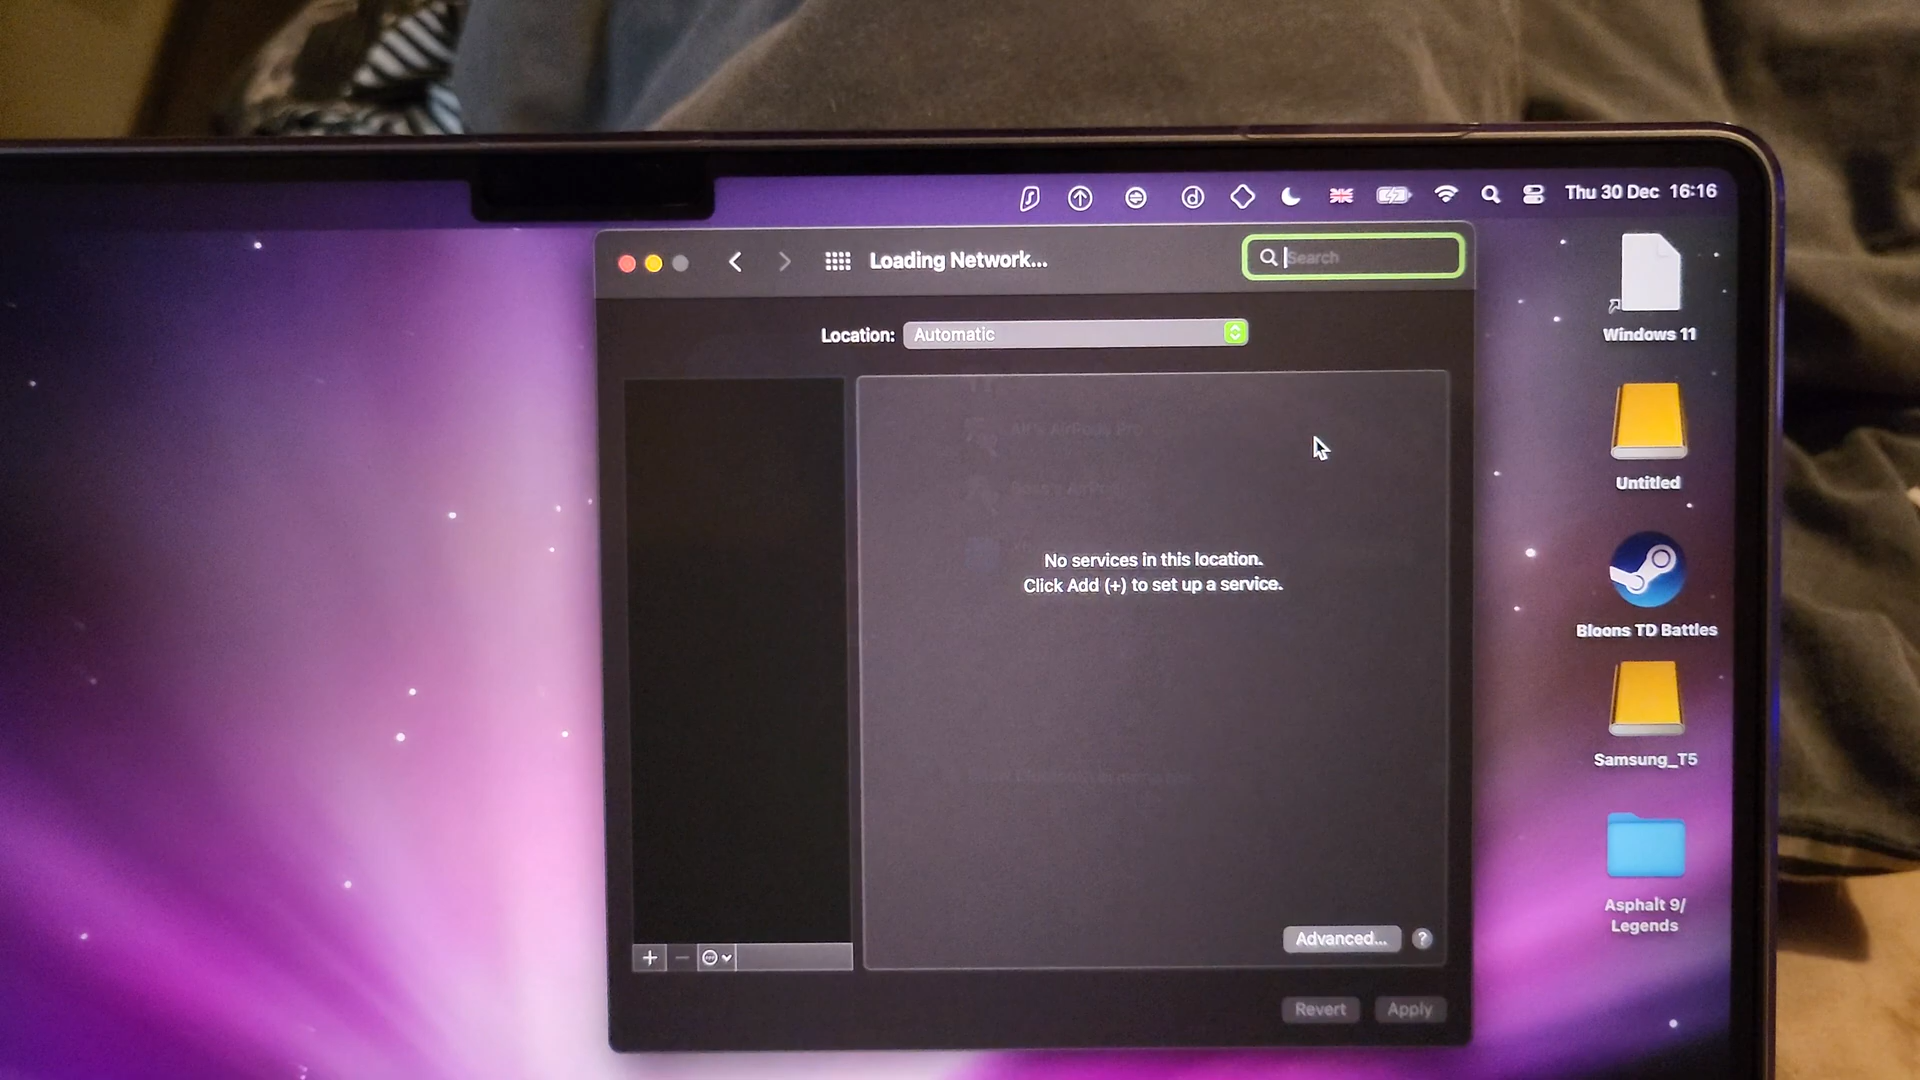 Thu 30 Dec 16:16
Loading Network...
Search
Location: Automatic
No services in this location.
Click Add (+) to set up a service.
Advanced... ?
Revert Apply
Windows 11
Untitled
Bloons TD Battles
Samsung_T5
Asphalt 9/
Legends